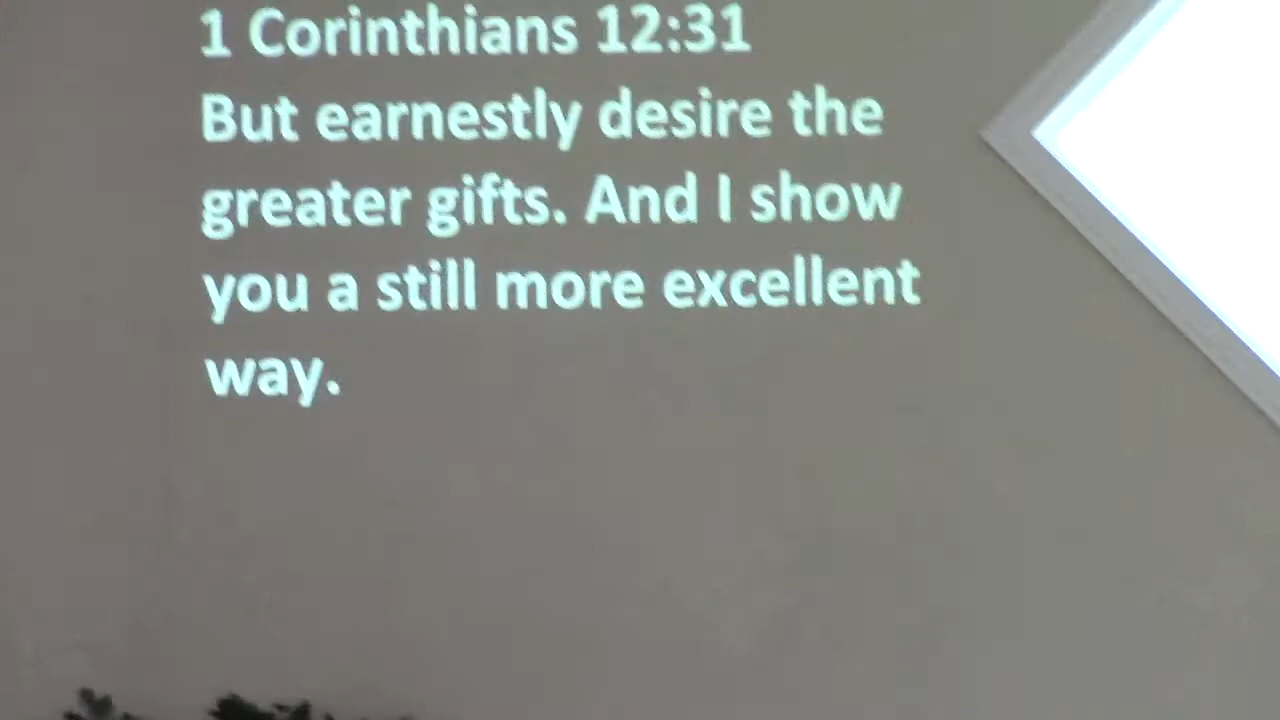 1 Corinthians 12:31
But earnestly desire the
greater gifts. And I show
you a still more excellent
way.